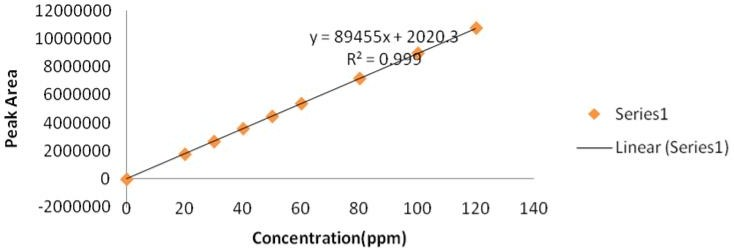 12000000
10000000
8000000
6000000
4000000
2000000
0
-2000000
Peak Area
y = 89455x + 2020.3
R² = 0.999
0 20 40 60 80 100 120 140
Concentration(ppm)
Series1
Linear (Series1)